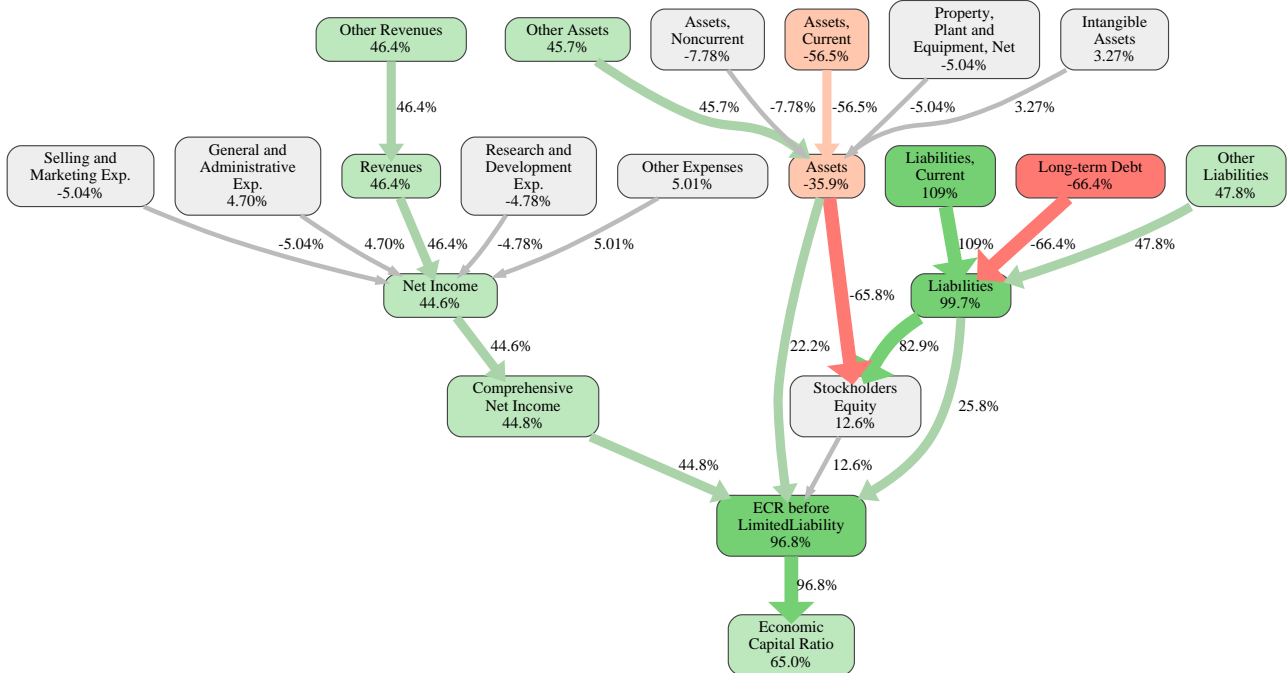 Other Revenues
46.4%
Other Assets
45.7%
Assets,
Noncurrent
-7.78%
Assets,
Current
-56.5%
Property,
Plant and
Equipment, Net
-5.04%
Intangible
Assets
3.27%
46.4%
45.7%
-7.78%
-56.5%
-5.04%
3.27%
Selling and
Marketing Exp.
-5.04%
General and
Administrative
Exp.
4.70%
Revenues
46.4%
Research and
Development
Exp.
-4.78%
Other Expenses
5.01%
Assets
-35.9%
Liabilities,
Current
109%
Long-term Debt
-66.4%
Other
Liabilities
47.8%
-5.04%
4.70%
46.4%
-4.78%
5.01%
109%
-66.4%
47.8%
Net Income
44.6%
-65.8%
Liabilities
99.7%
44.6%
22.2%
82.9%
Comprehensive
Net Income
44.8%
Stockholders
Equity
12.6%
25.8%
44.8%
12.6%
ECR before
LimitedLiability
96.8%
96.8%
Economic
Capital Ratio
65.0%